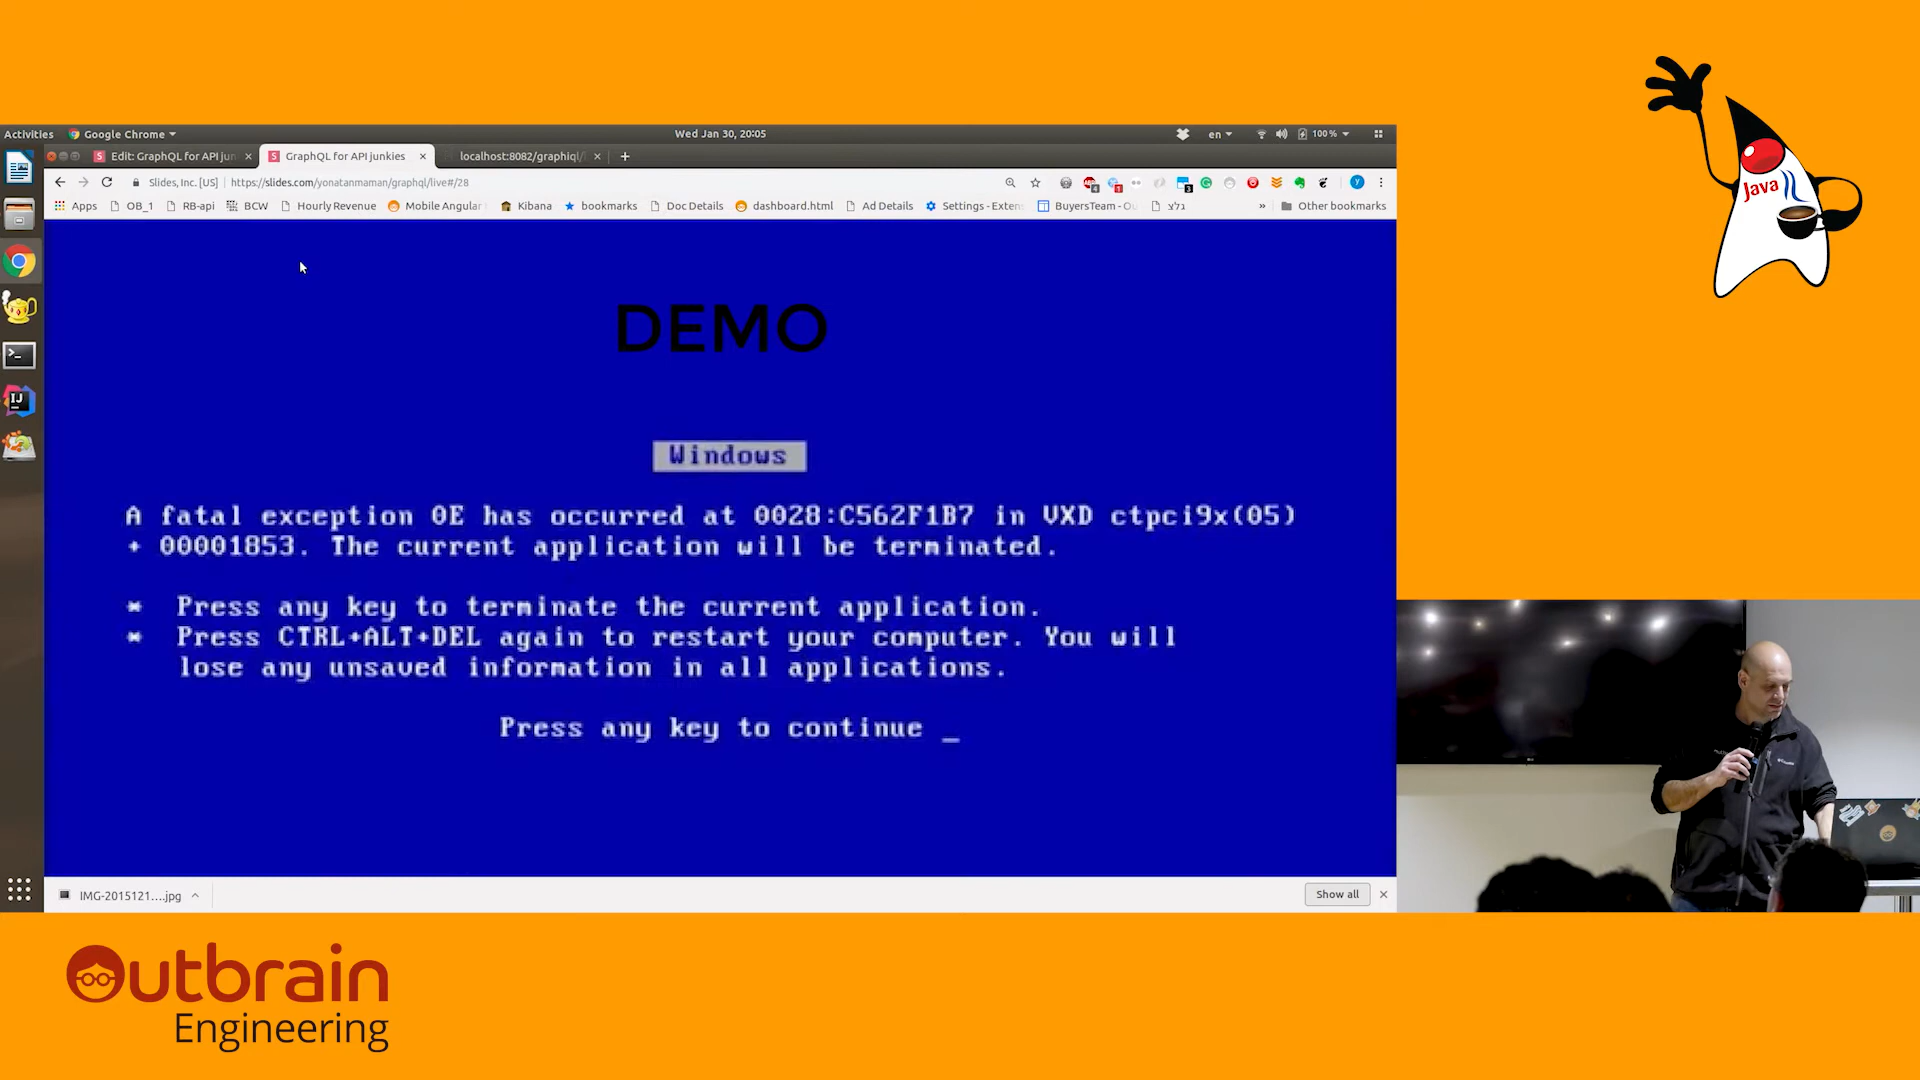 Activities
Google Chrome
Wed Jan 30, 20:05
en
100%
Edit: GraphQL for API jun
GraphQL for API junkies
localhost:8082/graphiql/
Slides, Inc. [US]
https://slides.com/yonatanmaman/graphql/live#/28
Apps
OB_1
RB-api
BCW
Hourly Revenue
Mobile Angular
Kibana
bookmarks
Doc Details
dashboard.html
Ad Details
Settings - Exten
BuyersTeam - Ou
גלצ
»
Other bookmarks
DEMO
Windows
A fatal exception 0E has occurred at 0028:C562F1B7 in VXD ctpci9x(05)
+ 00001853. The current application will be terminated.
* Press any key to terminate the current application.
* Press CTRL+ALT+DEL again to restart your computer. You will
lose any unsaved information in all applications.
Press any key to continue _
IMG-2015121....jpg
Show all
Java
IJ
Outbrain
Engineering